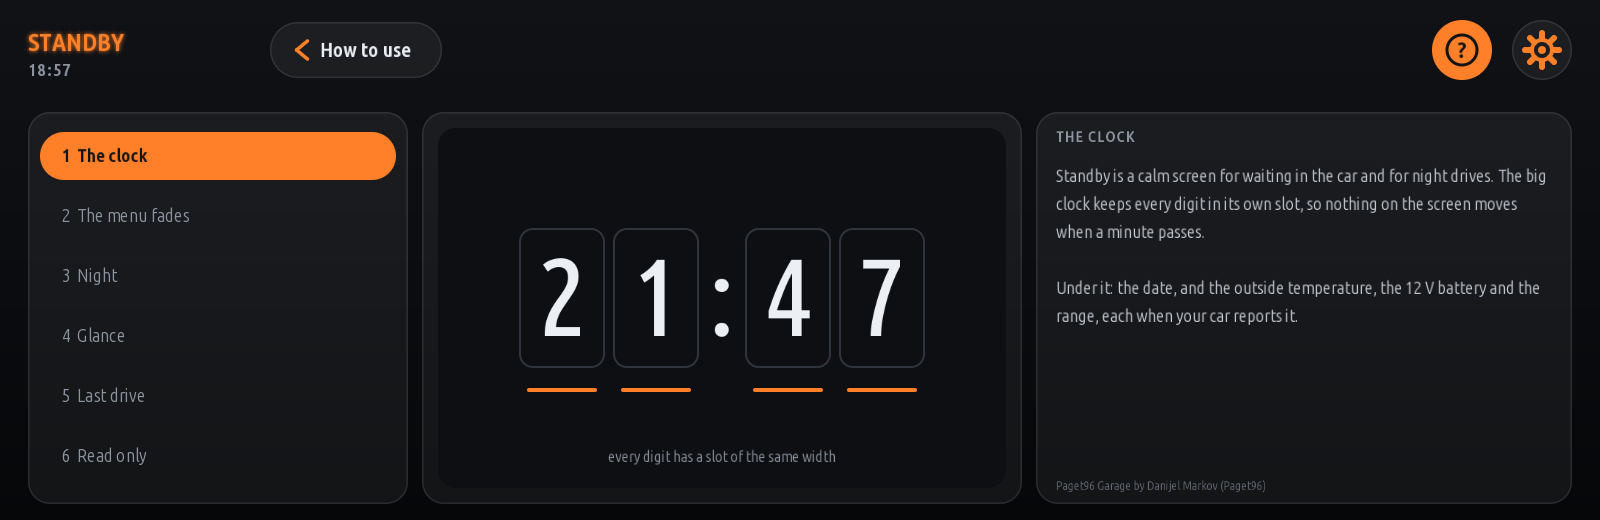 STANDBY
18:57
How to use
?
1 The clock
2 The menu fades
3 Night
4 Glance
5 Last drive
6 Read only
21:47
every digit has a slot of the same width
THE CLOCK
Standby is a calm screen for waiting in the car and for night drives. The big
clock keeps every digit in its own slot, so nothing on the screen moves
when a minute passes.
Under it: the date, and the outside temperature, the 12 V battery and the
range, each when your car reports it.
Paget96 Garage by Danijel Markov (Paget96)